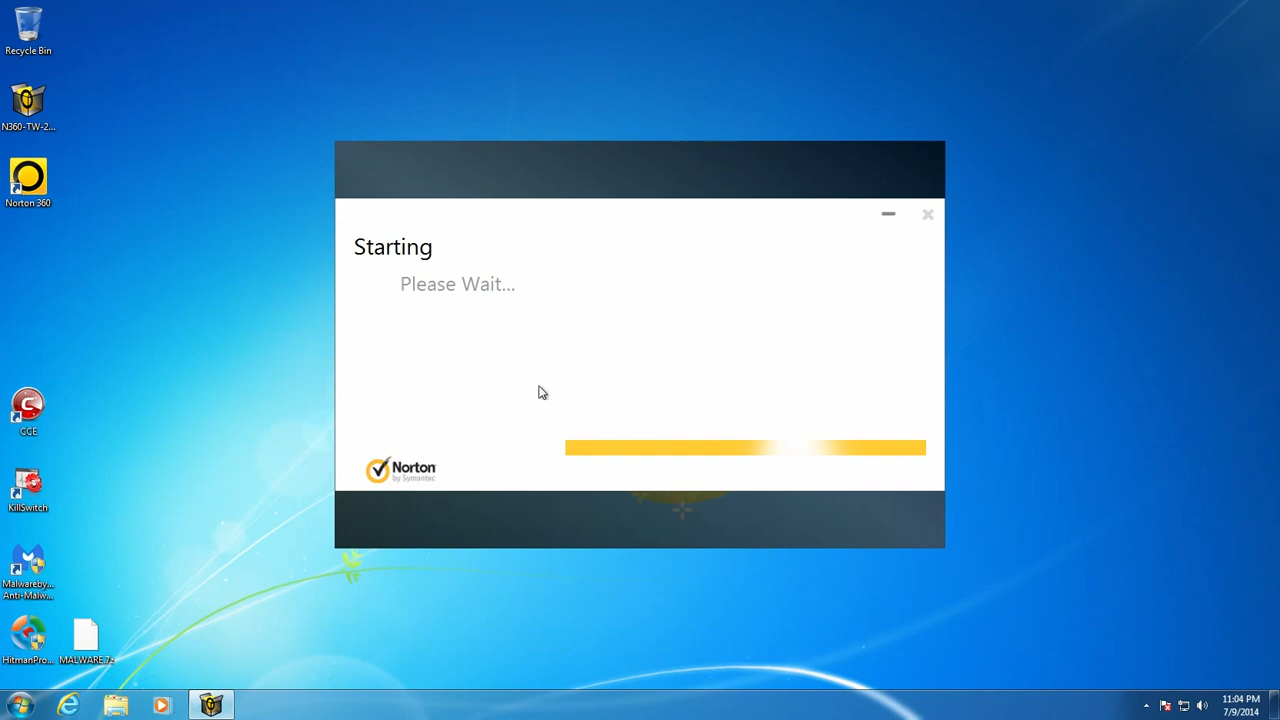 Recycle Bin
N360-TW-2...
Norton 360
Starting
Please Wait...
CCE
Norton
by Symantec
KillSwitch
Malwareby...
Anti-Malw...
HitmanPro...
MALWARE.7z
11:04 PM
7/9/2014